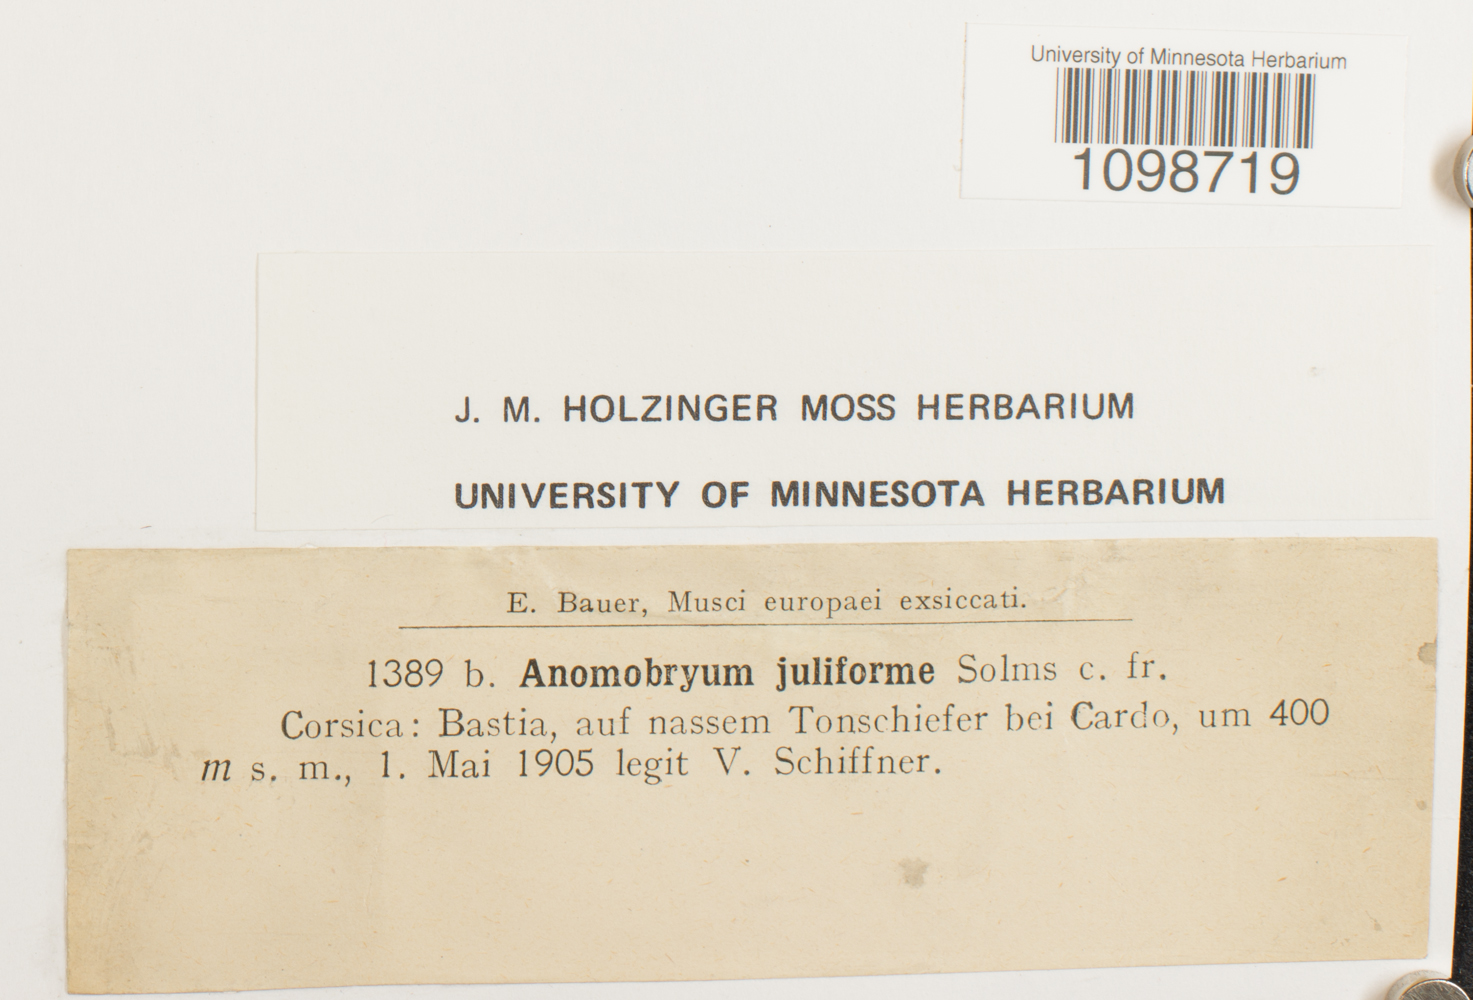 University of Minnesota Herbarium
1098719
J. M. HOLZINGER MOSS HERBARIUM
UNIVERSITY OF MINNESOTA HERBARIUM
E. Bauer, Musci europaei exsiccati.
1389 b. Anomobryum juliforme Solms c. fr.
Corsica: Bastia, auf nassem Tonschiefer bei Cardo, um 400
m s. m., 1. Mai 1905 legit V. Schiffner.